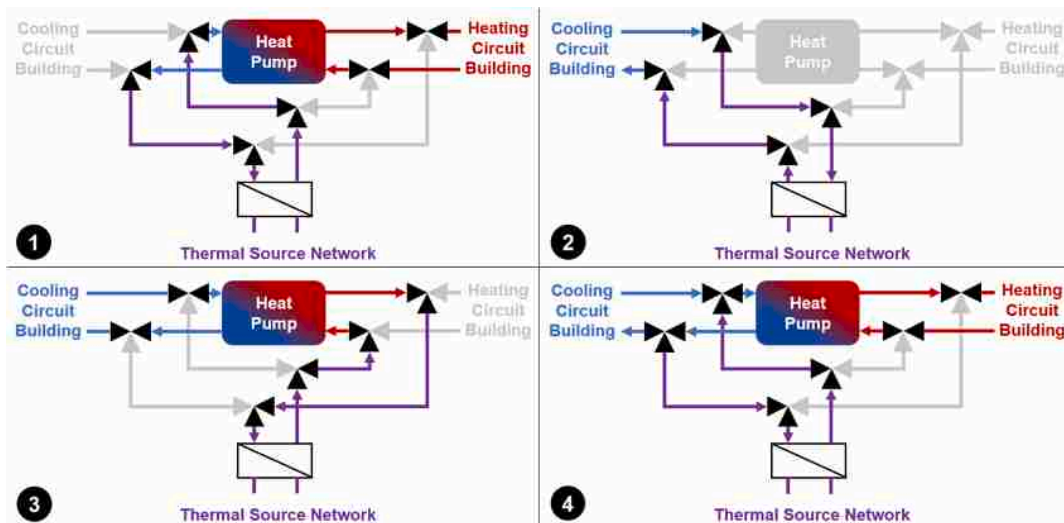 Cooling
Circuit
Building
Heat
Pump
Heating
Circuit
Building
1
Thermal Source Network
Cooling
Circuit
Building
Heat
Pump
Heating
Circuit
Building
2
Thermal Source Network
Cooling
Circuit
Building
Heat
Pump
Heating
Circuit
Building
3
Thermal Source Network
Cooling
Circuit
Building
Heat
Pump
Heating
Circuit
Building
4
Thermal Source Network